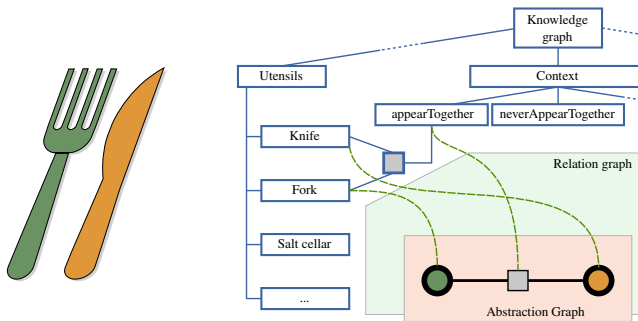 Knowledge
graph
Utensils
Context
appearTogether
neverAppearTogether
Knife
Relation graph
Fork
Salt cellar
...
Abstraction Graph